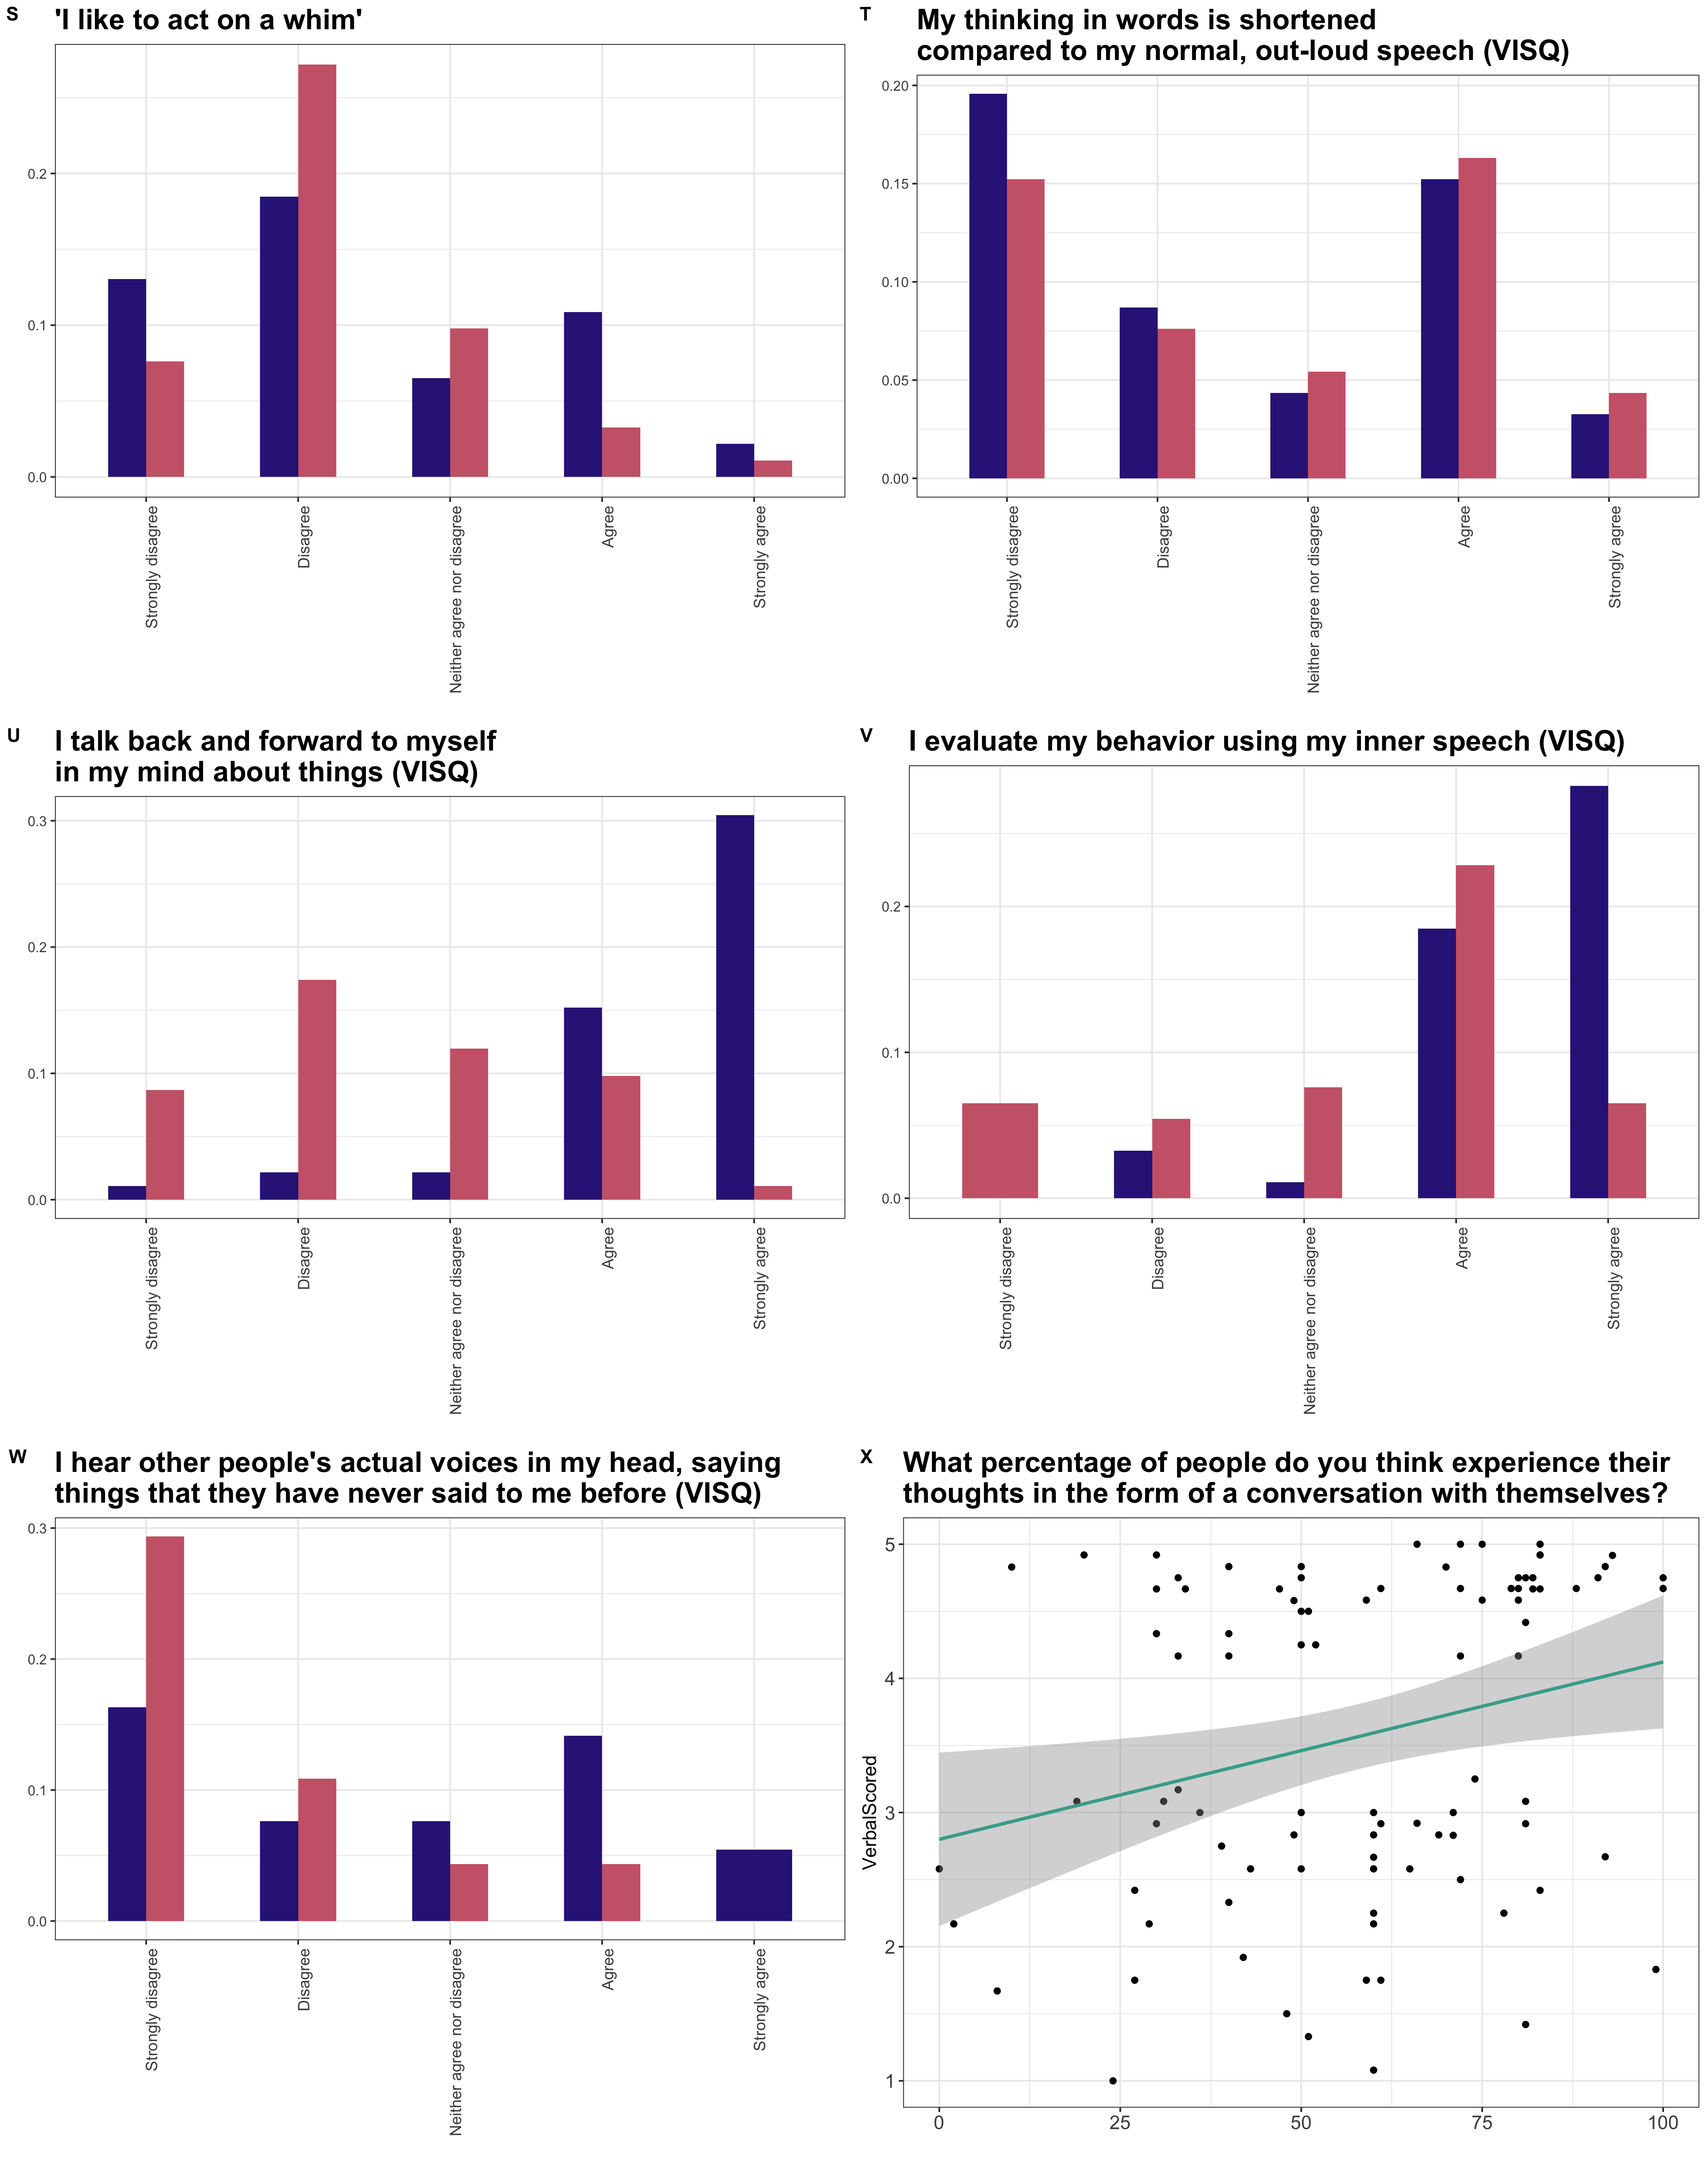 S
'I like to act on a whim'
0.2
0.1
0.0
Strongly disagree
Disagree
Neither agree nor disagree
Agree
Strongly agree
T
My thinking in words is shortened
compared to my normal, out-loud speech (VISQ)
0.20
0.15
0.10
0.05
0.00
Strongly disagree
Disagree
Neither agree nor disagree
Agree
Strongly agree
U
I talk back and forward to myself
in my mind about things (VISQ)
0.3
0.2
0.1
0.0
Strongly disagree
Disagree
Neither agree nor disagree
Agree
Strongly agree
V
I evaluate my behavior using my inner speech (VISQ)
0.2
0.1
0.0
Strongly disagree
Disagree
Neither agree nor disagree
Agree
Strongly agree
W
I hear other people's actual voices in my head, saying
things that they have never said to me before (VISQ)
0.3
0.2
0.1
0.0
Strongly disagree
Disagree
Neither agree nor disagree
Agree
Strongly agree
X
What percentage of people do you think experience their
thoughts in the form of a conversation with themselves?
VerbalScored
5
4
3
2
1
0
25
50
75
100